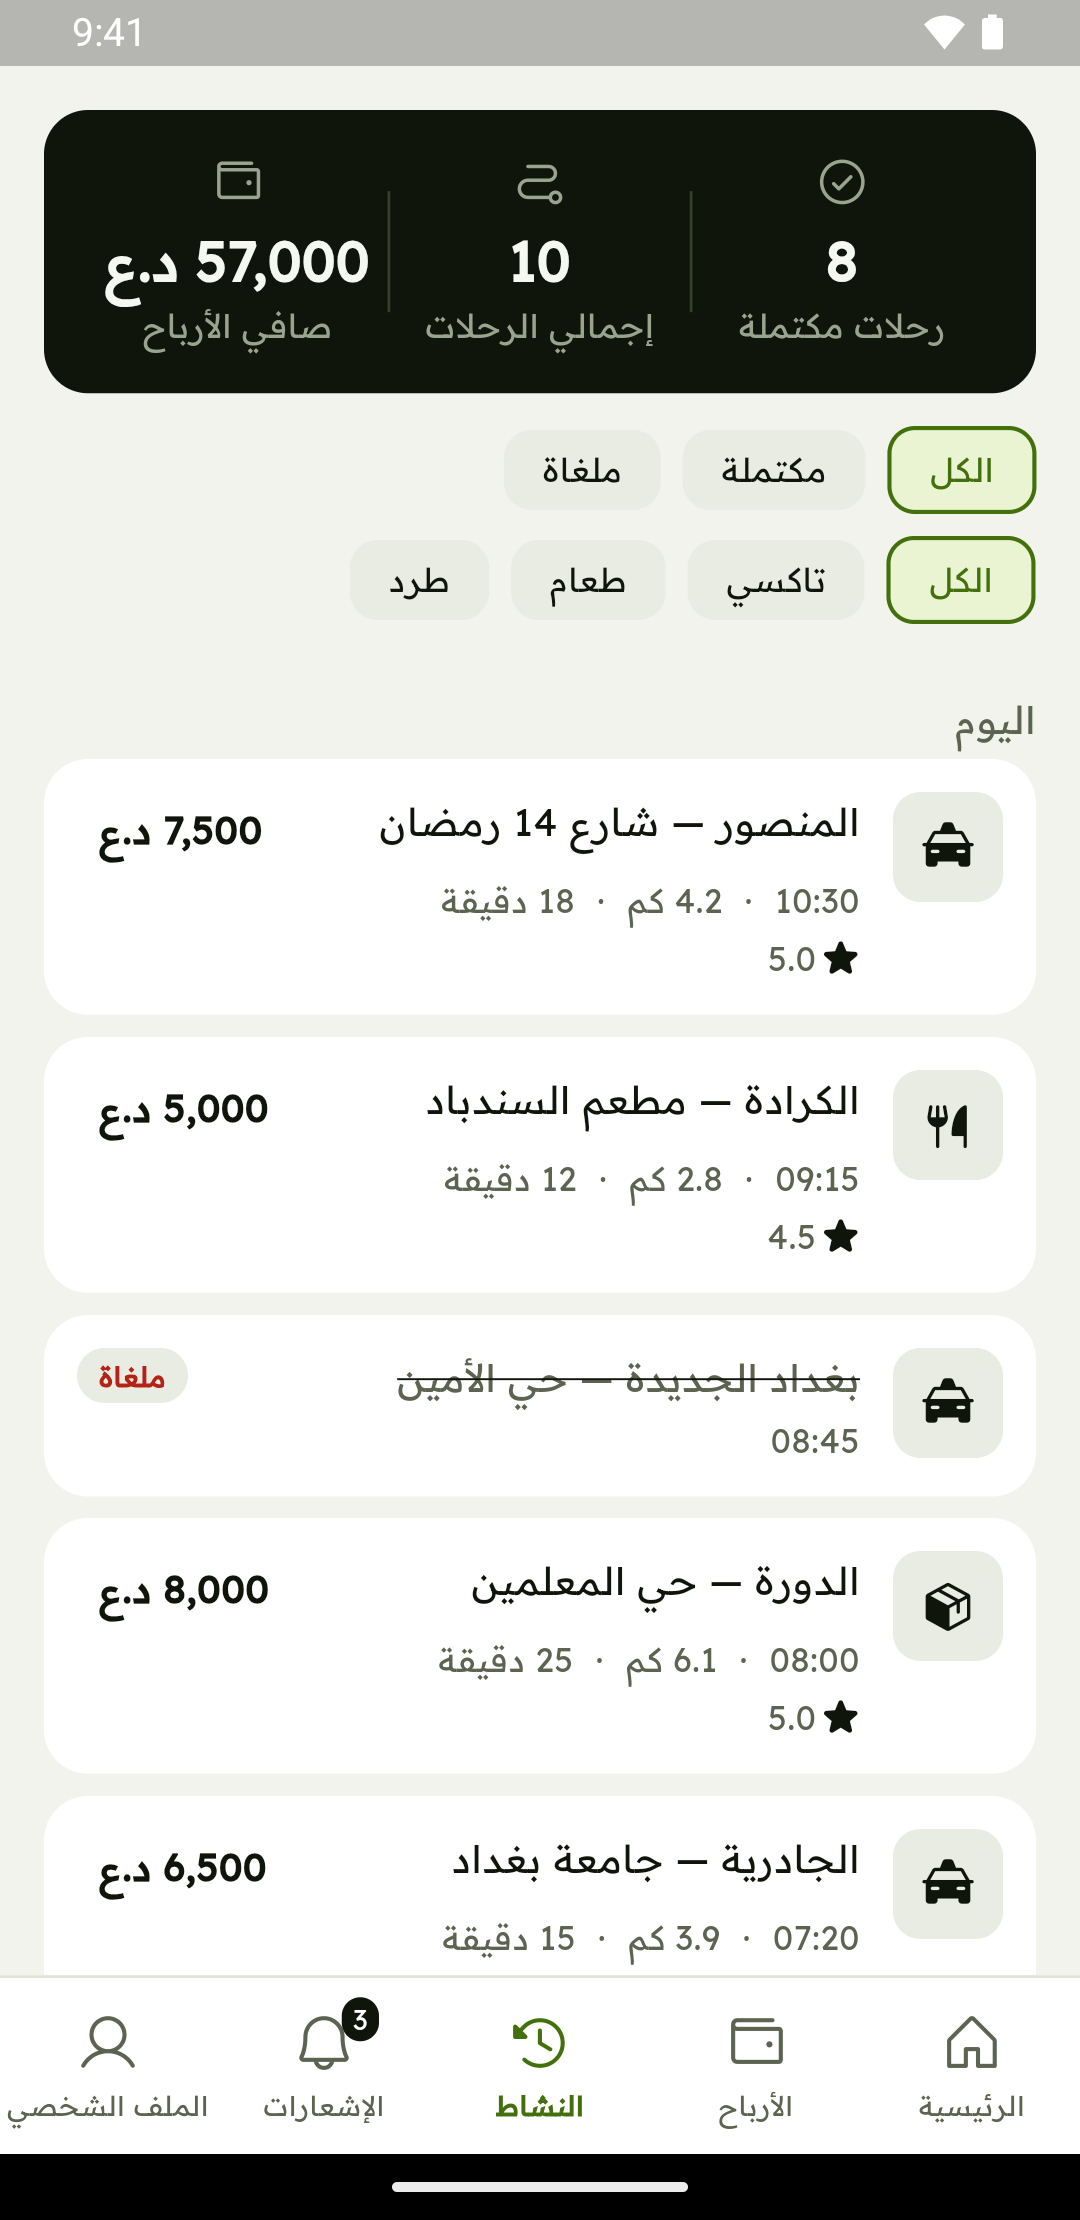 9:41
8
رحلات مكتملة
10
إجمالي الرحلات
57,000 د.ع
صافي الأرباح
الكل
مكتملة
ملغاة
الكل
تاكسي
طعام
طرد
اليوم
المنصور — شارع 14 رمضان
7,500 د.ع
10:30 · 4.2 كم · 18 دقيقة
5.0
الكرادة — مطعم السندباد
5,000 د.ع
09:15 · 2.8 كم · 12 دقيقة
4.5
بغداد الجديدة — حي الأمين
ملغاة
08:45
الدورة — حي المعلمين
8,000 د.ع
08:00 · 6.1 كم · 25 دقيقة
5.0
الجادرية — جامعة بغداد
6,500 د.ع
07:20 · 3.9 كم · 15 دقيقة
الرئيسية
الأرباح
النشاط
3
الإشعارات
الملف الشخصي